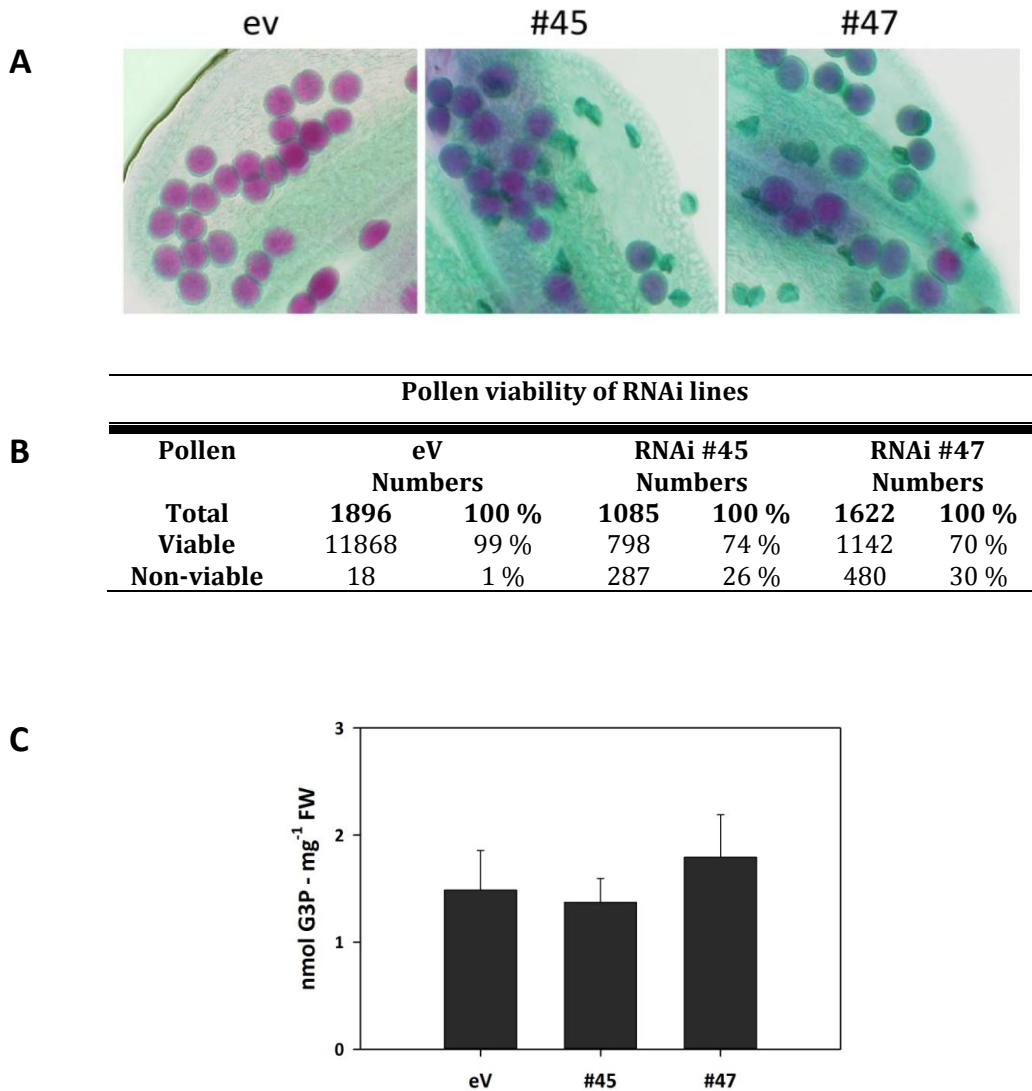 ev #45 #47
A
Pollen viability of RNAi lines
B
Pollen eV RNAi #45 RNAi #47
Numbers Numbers Numbers
Total 1896 100 % 1085 100 % 1622 100 %
Viable 11868 99 % 798 74 % 1142 70 %
Non-viable 18 1 % 287 26 % 480 30 %
C
3
2
1
0
nmol G3P - mg⁻¹ FW
eV #45 #47